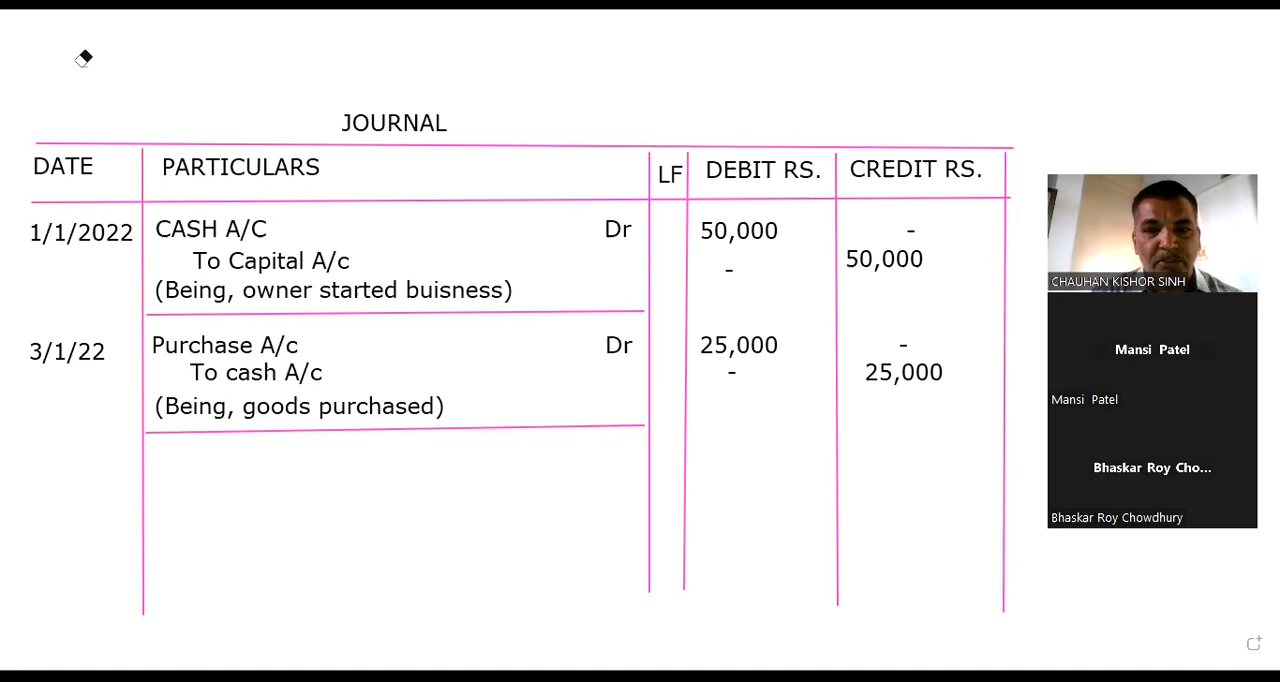 JOURNAL
DATE PARTICULARS LF DEBIT RS. CREDIT RS.
1/1/2022 CASH A/C Dr 50,000 -
To Capital A/c - 50,000
(Being, owner started buisness)
3/1/22 Purchase A/c Dr 25,000 -
To cash A/c - 25,000
(Being, goods purchased)
CHAUHAN KISHOR SINH
Mansi Patel
Mansi Patel
Bhaskar Roy Cho...
Bhaskar Roy Chowdhury